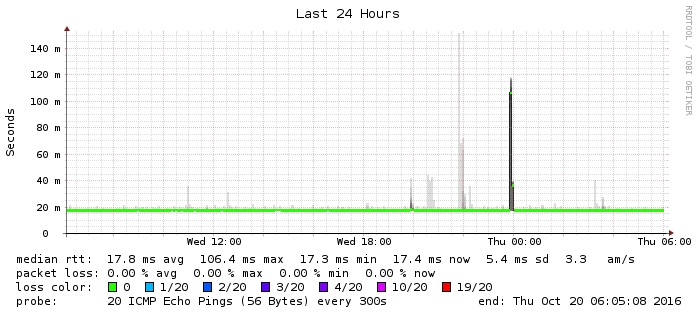 Last 24 Hours
RRDTOOL / TOBI OETIKER
Seconds
140 m
120 m
100 m
80 m
60 m
40 m
20 m
0
Wed 12:00 Wed 18:00 Thu 00:00 Thu 06:00
median rtt: 17.8 ms avg 106.4 ms max 17.3 ms min 17.4 ms now 5.4 ms sd 3.3 am/s
packet loss: 0.00 % avg 0.00 % max 0.00 % min 0.00 % now
loss color: 0 1/20 2/20 3/20 4/20 10/20 19/20
probe: 20 ICMP Echo Pings (56 Bytes) every 300s end: Thu Oct 20 06:05:08 2016